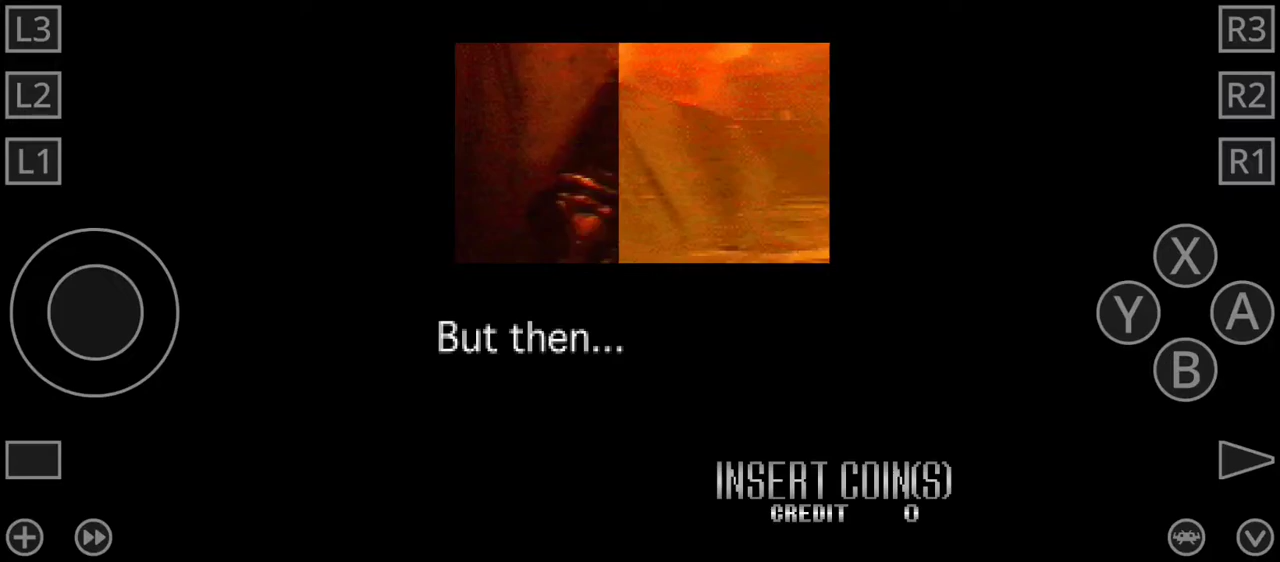 L3
R3
L2
R2
L1
R1
X
Y
A
B
But then...
INSERT COIN(S)
CREDIT 0